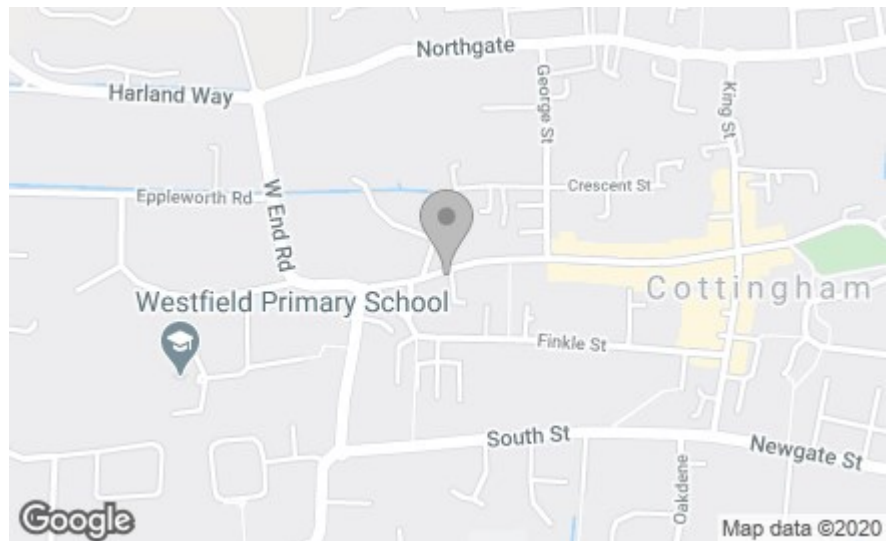 Northgate
Harland Way
George St
King St
Crescent St
Eppleworth Rd
W End Rd
Cottingham
Westfield Primary School
Finkle St
South St
Newgate St
Oakdene
Google
Map data ©2020